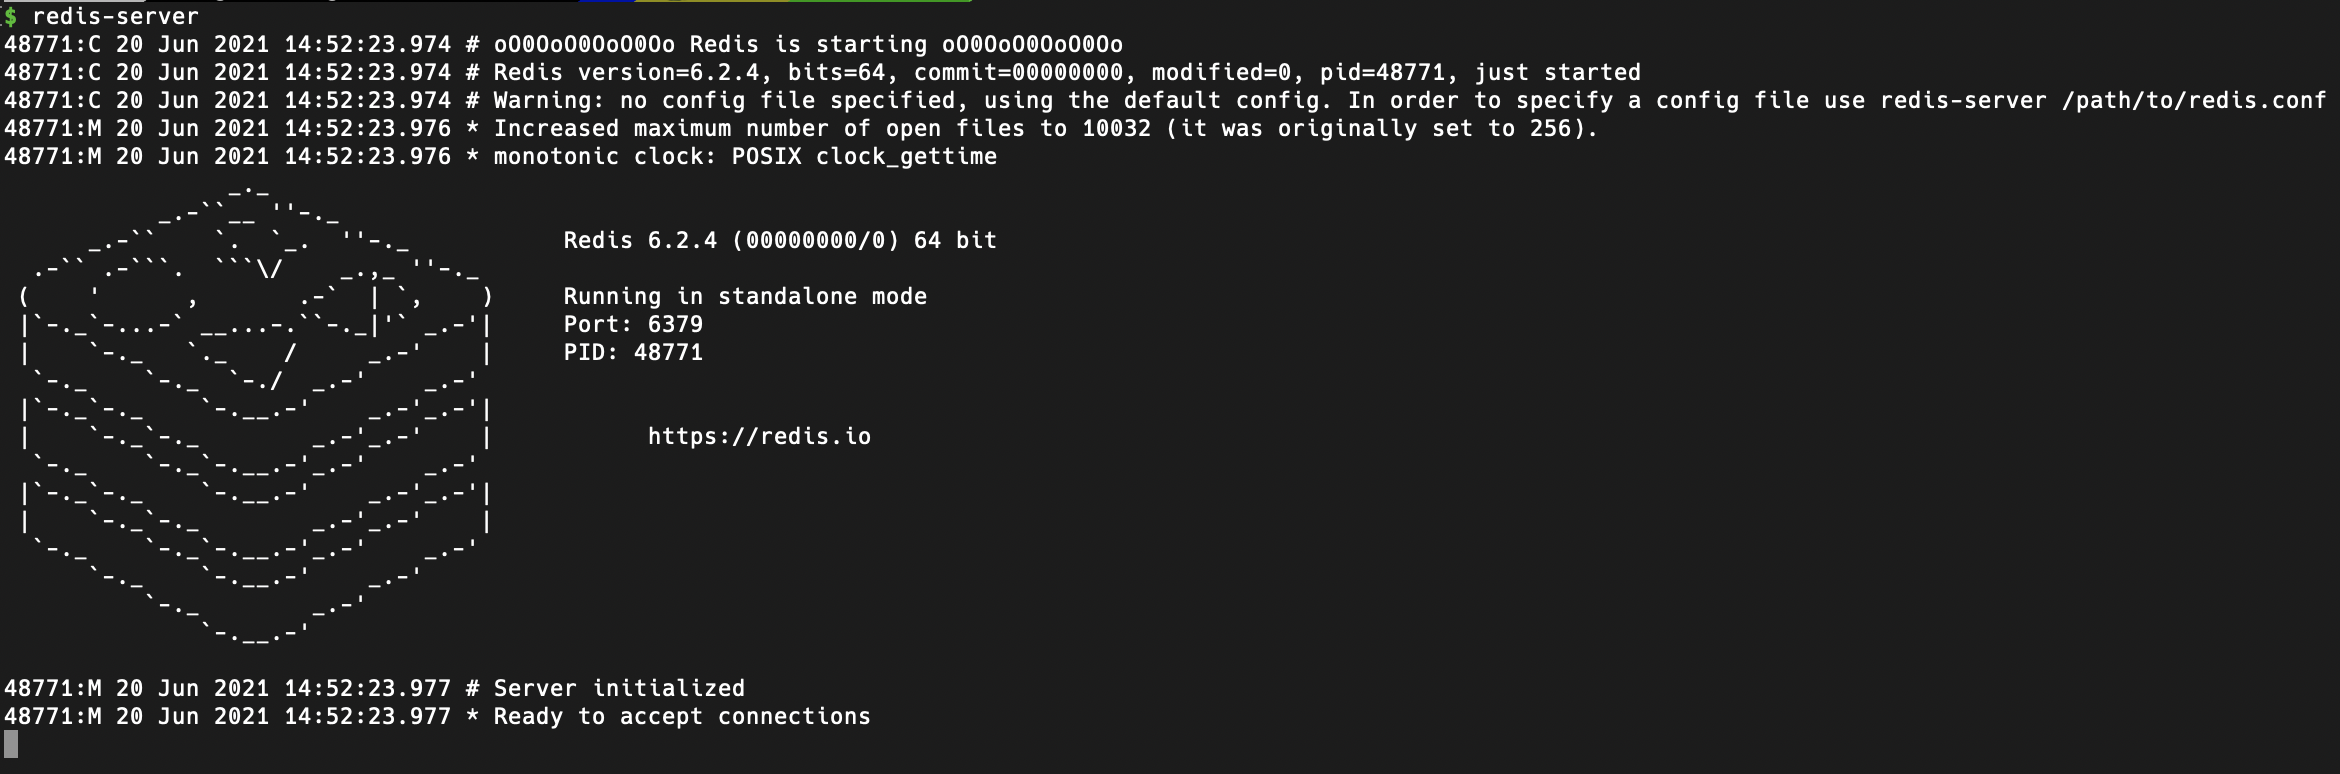 $ redis-server
48771:C 20 Jun 2021 14:52:23.974 # oO0OoO0OoO0Oo Redis is starting oO0OoO0OoO0Oo
48771:C 20 Jun 2021 14:52:23.974 # Redis version=6.2.4, bits=64, commit=00000000, modified=0, pid=48771, just started
48771:C 20 Jun 2021 14:52:23.974 # Warning: no config file specified, using the default config. In order to specify a config file use redis-server /path/to/redis.conf
48771:M 20 Jun 2021 14:52:23.976 * Increased maximum number of open files to 10032 (it was originally set to 256).
48771:M 20 Jun 2021 14:52:23.976 * monotonic clock: POSIX clock_gettime
Redis 6.2.4 (00000000/0) 64 bit
Running in standalone mode
Port: 6379
PID: 48771
https://redis.io
48771:M 20 Jun 2021 14:52:23.977 # Server initialized
48771:M 20 Jun 2021 14:52:23.977 * Ready to accept connections